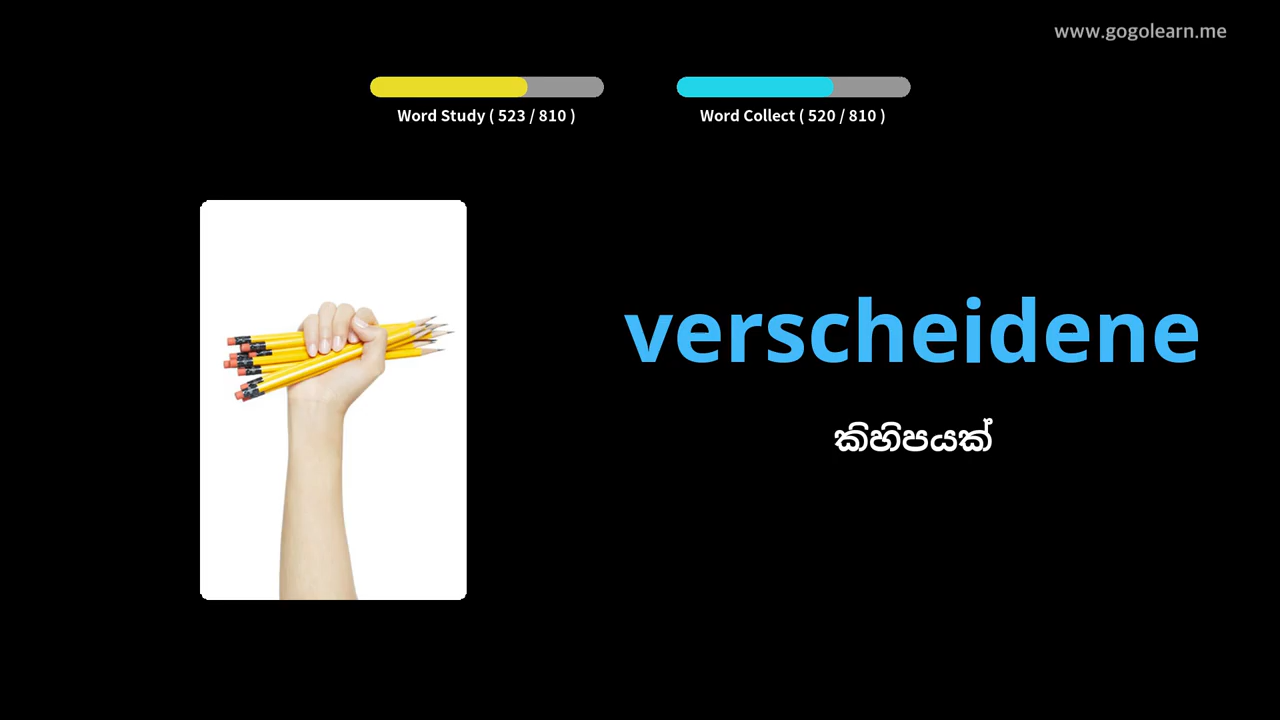 www.gogolearn.me
Word Study ( 523 / 810 )
Word Collect ( 520 / 810 )
verscheidene
කිහිපයක්